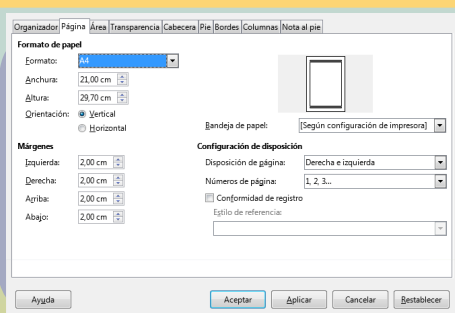 Organizador Página Área Transparencia Cabecera Pie Bordes Columnas Nota al pie
Formato de papel
Formato: A4
Anchura: 21,00 cm
Altura: 29,70 cm
Orientación: Vertical
Horizontal
Bandeja de papel: [Según configuración de impresora]
Márgenes
Izquierda: 2,00 cm
Derecha: 2,00 cm
Arriba: 2,00 cm
Abajo: 2,00 cm
Configuración de disposición
Disposición de página: Derecha e izquierda
Números de página: 1, 2, 3...
Conformidad de registro
Estilo de referencia:
Ayuda Aceptar Aplicar Cancelar Restablecer